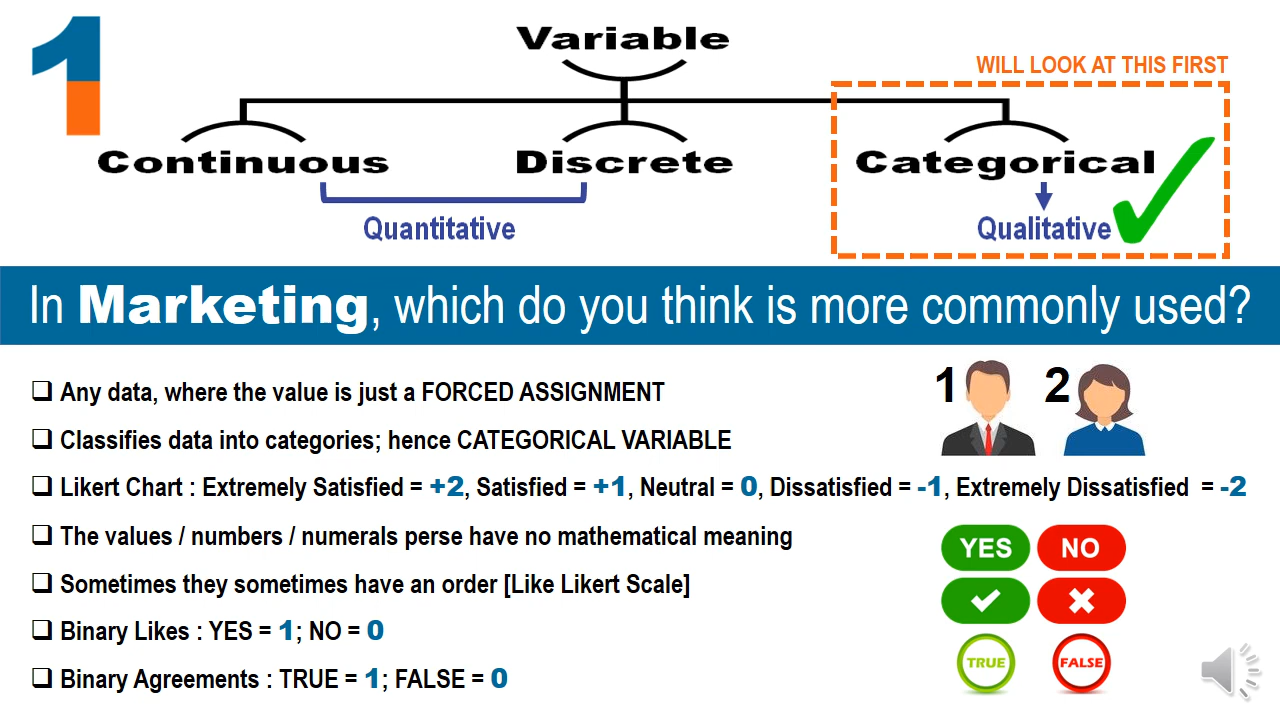 1
Variable
WILL LOOK AT THIS FIRST
Continuous
Discrete
Categorical
Quantitative
Qualitative
In Marketing, which do you think is more commonly used?
Any data, where the value is just a FORCED ASSIGNMENT
1
2
Classifies data into categories; hence CATEGORICAL VARIABLE
Likert Chart : Extremely Satisfied = +2, Satisfied = +1, Neutral = 0, Dissatisfied = -1, Extremely Dissatisfied = -2
The values / numbers / numerals perse have no mathematical meaning
YES
NO
Sometimes they sometimes have an order [Like Likert Scale]
Binary Likes : YES = 1; NO = 0
Binary Agreements : TRUE = 1; FALSE = 0
TRUE
FALSE